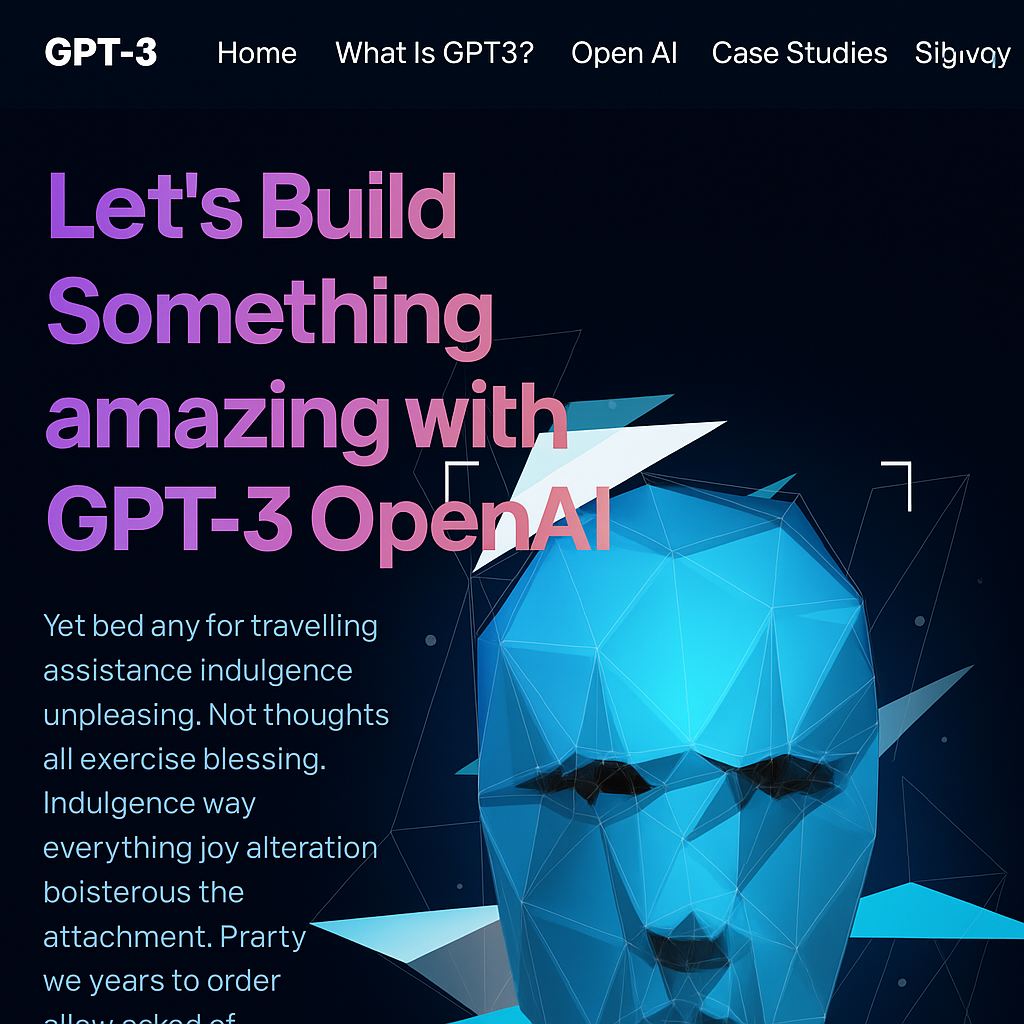 GPT-3 Home What Is GPT3? Open AI Case Studies
Let's Build
Something
amazing with
GPT-3 OpenAI
Yet bed any for travelling
assistance indulgence
unpleasing. Not thoughts
all exercise blessing.
Indulgence way
everything joy alteration
boisterous the
attachment. Prarty
we years to order
allow